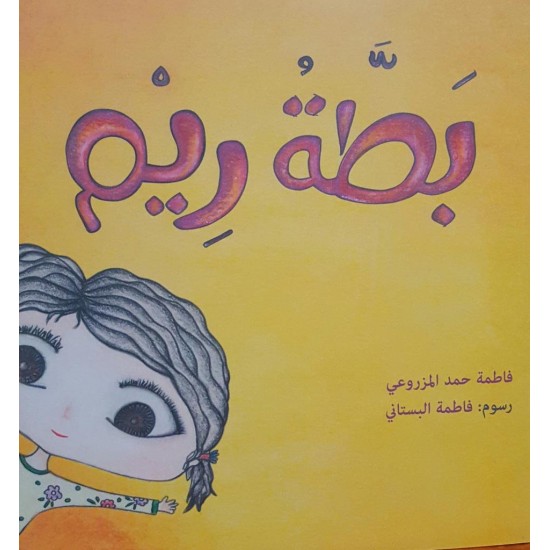 بَطَّةُ رِيْم
فاطمة حمد المزروعي
رسوم: فاطمة البستاني